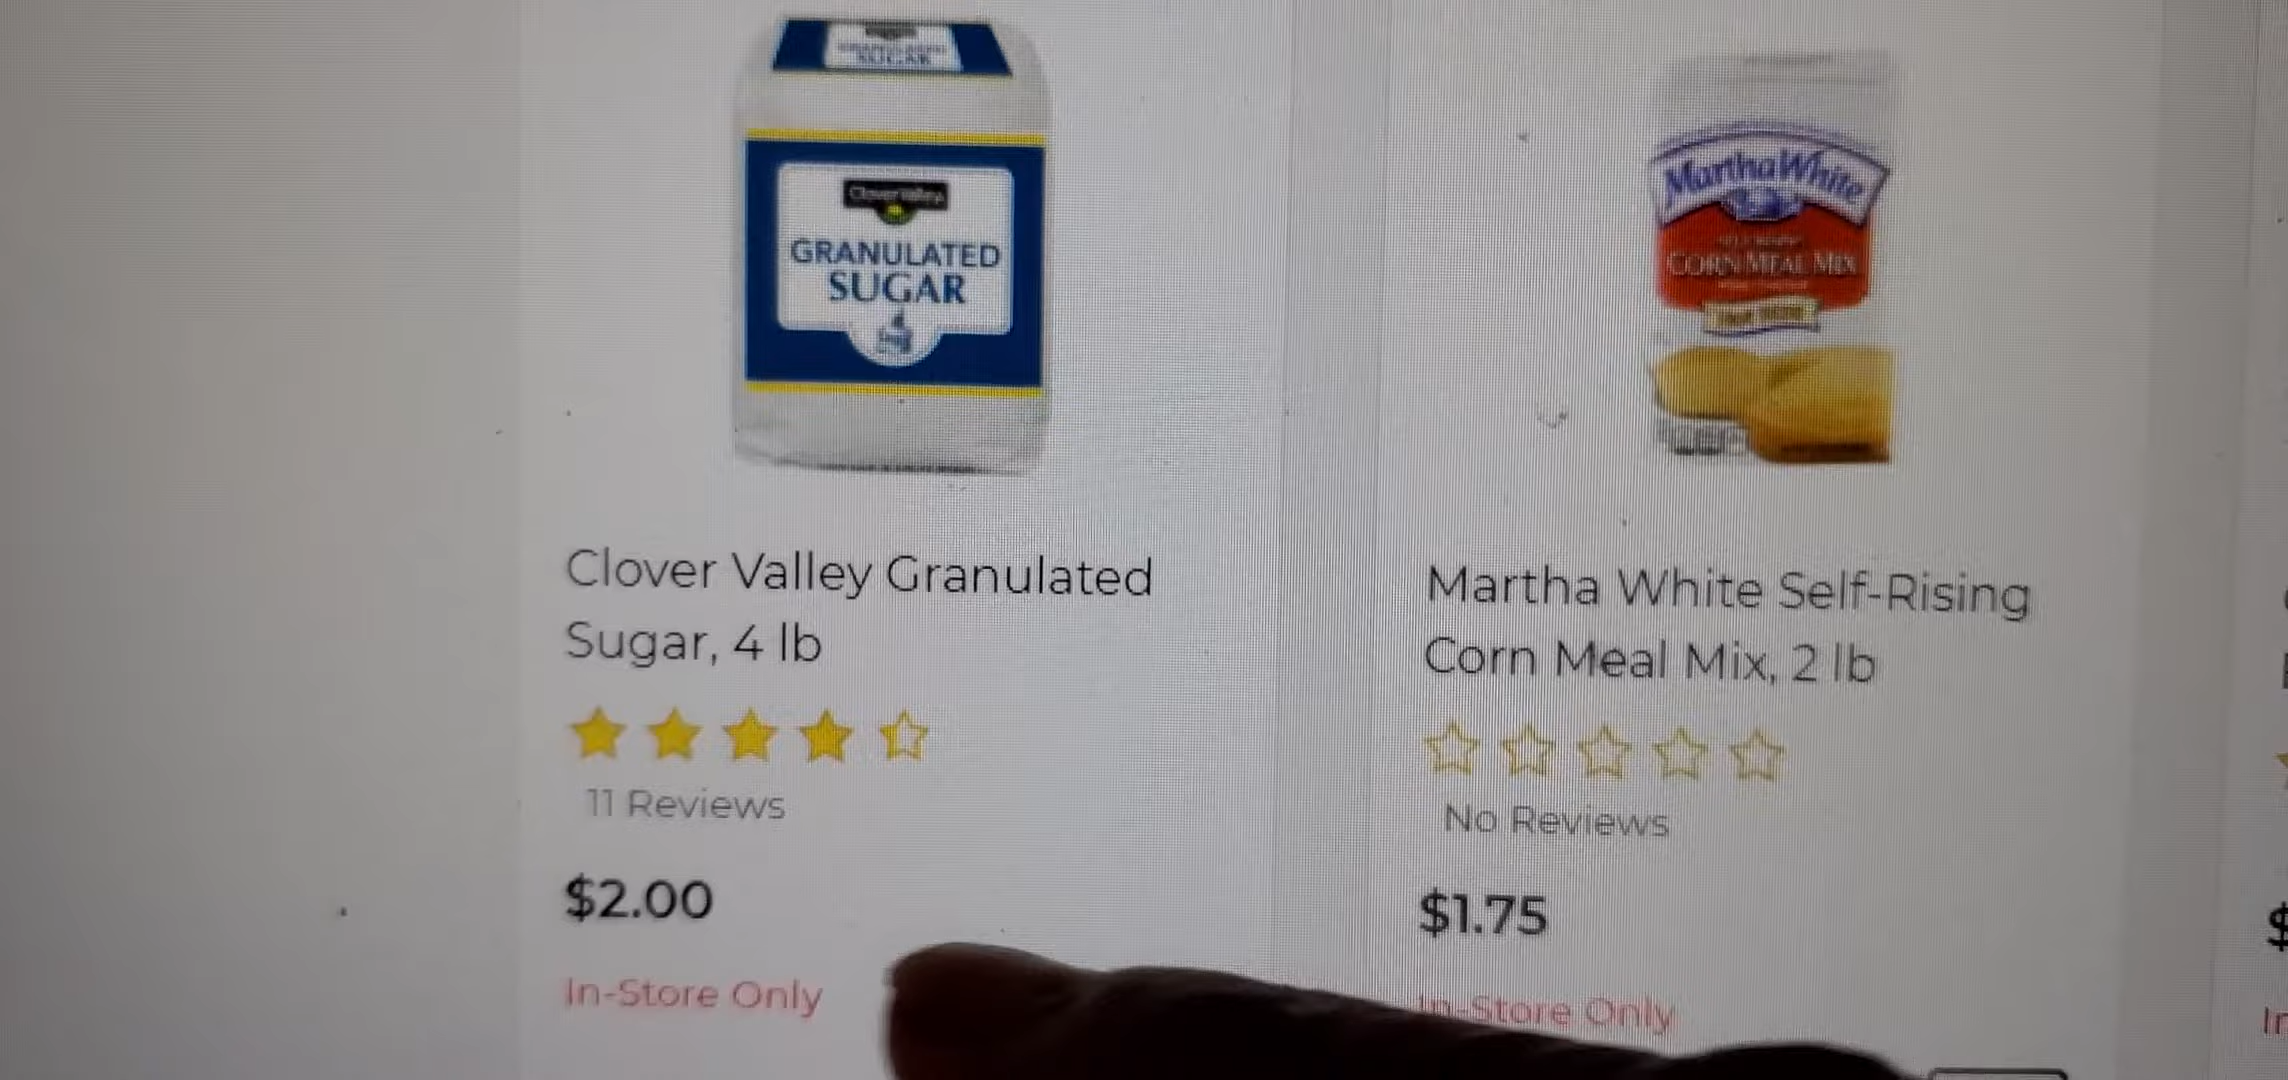 SUGAR
Clover Valley
GRANULATED
SUGAR
Martha White
CORN MEAL MIX
Clover Valley Granulated
Sugar, 4 lb
11 Reviews
$2.00
In-Store Only
Martha White Self-Rising
Corn Meal Mix, 2 lb
No Reviews
$1.75
In-Store Only
$